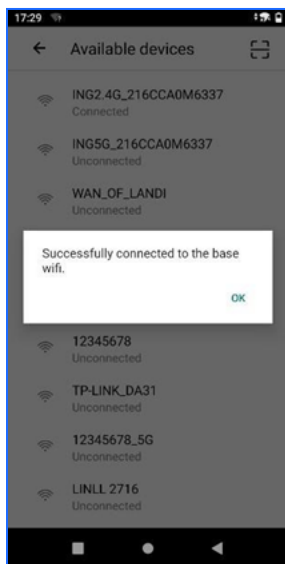 17:29
Available devices
ING2.4G_216CCA0M6337
Connected
ING5G_216CCA0M6337
Unconnected
WAN_OF_LANDI
Unconnected
Successfully connected to the base
wifi.
OK
12345678
Unconnected
TP-LINK_DA31
Unconnected
12345678_5G
Unconnected
LINLL 2716
Unconnected